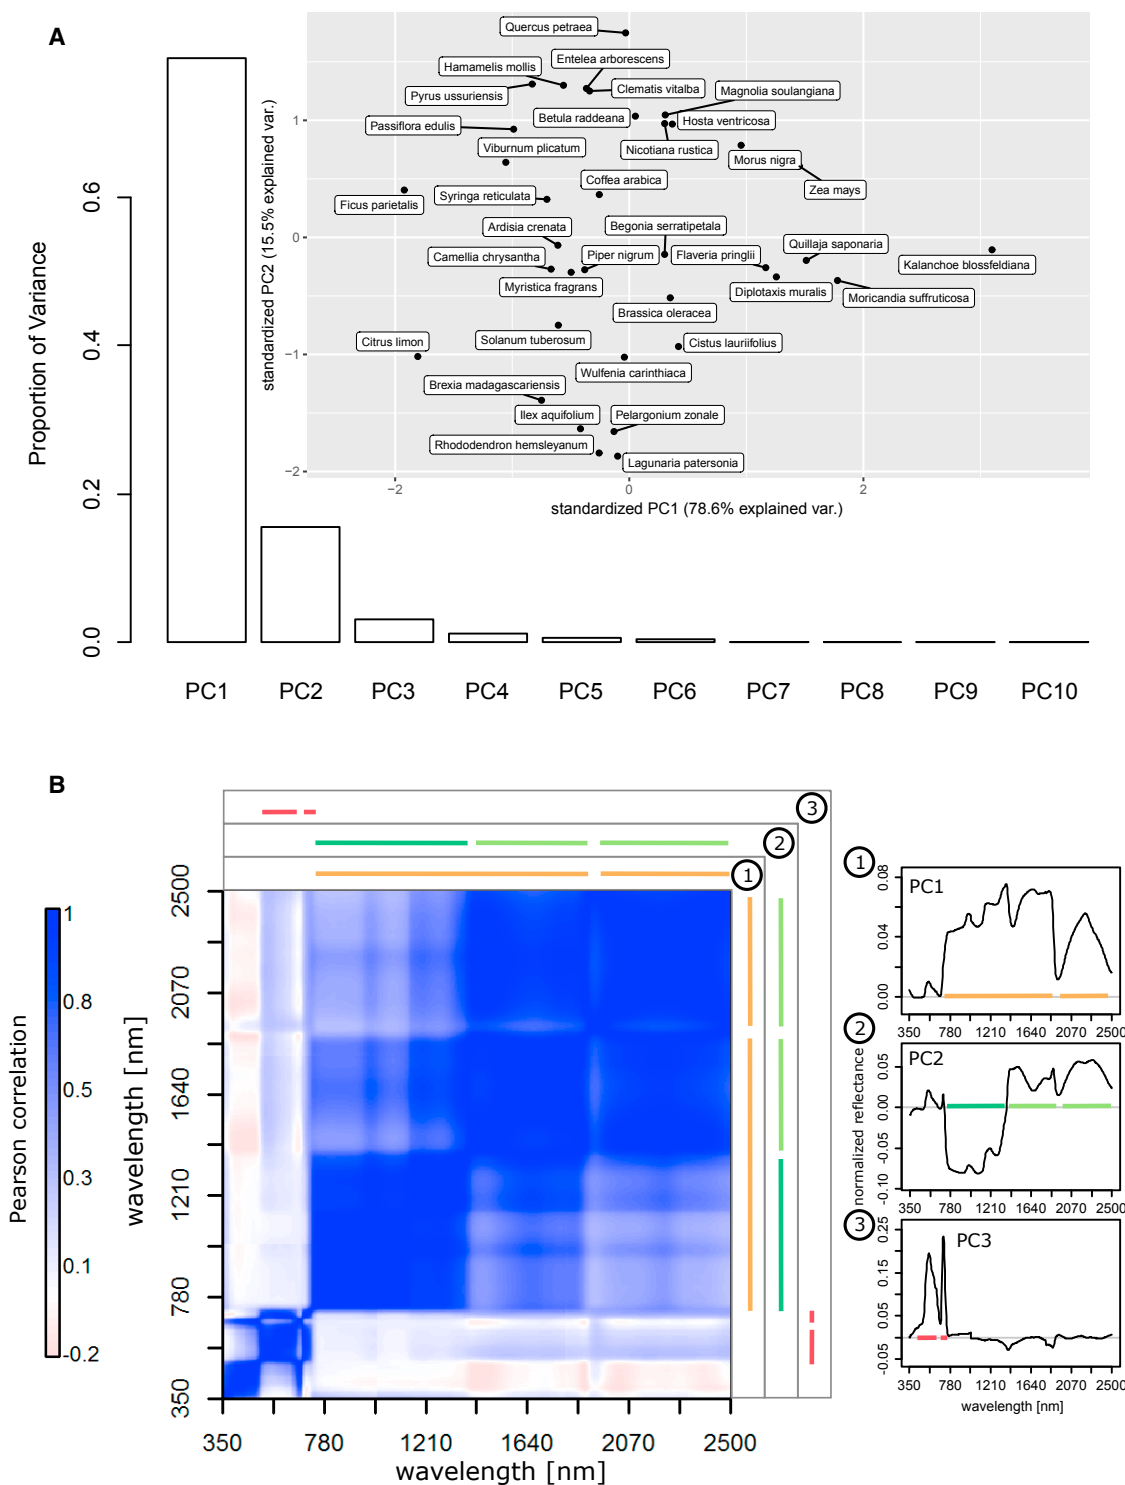 A
Proportion of Variance
0.0
0.2
0.4
0.6
PC1
PC2
PC3
PC4
PC5
PC6
PC7
PC8
PC9
PC10
standardized PC2 (15.5% explained var.)
1
0
−1
−2
Quercus petraea
Entelea arborescens
Hamamelis mollis
Clematis vitalba
Magnolia soulangiana
Pyrus ussuriensis
Betula raddeana
Hosta ventricosa
Passiflora edulis
Viburnum plicatum
Nicotiana rustica
Morus nigra
Coffea arabica
Zea mays
Syringa reticulata
Ficus parietalis
Ardisia crenata
Begonia serratipetala
Quillaja saponaria
Camellia chrysantha
Piper nigrum
Flaveria pringlii
Kalanchoe blossfeldiana
Myristica fragrans
Diplotaxis muralis
Moricandia suffruticosa
Brassica oleracea
Citrus limon
Solanum tuberosum
Cistus lauriifolius
Wulfenia carinthiaca
Brexia madagascariensis
Ilex aquifolium
Pelargonium zonale
Rhododendron hemsleyanum
Lagunaria patersonia
−2
0
2
standardized PC1 (78.6% explained var.)
B
3
2
1
Pearson correlation
1
0.8
0.5
0.3
0.1
-0.2
wavelength [nm]
2500
2070
1640
1210
780
350
350
780
1210
1640
2070
2500
wavelength [nm]
1
PC1
0.08
0.04
0.00
350
780
1210
1640
2070
2500
2
PC2
normalized reflectance
0.05
0.00
-0.05
-0.10
350
780
1210
1640
2070
2500
3
PC3
0.25
0.15
0.05
-0.05
350
780
1210
1640
2070
2500
wavelength [nm]